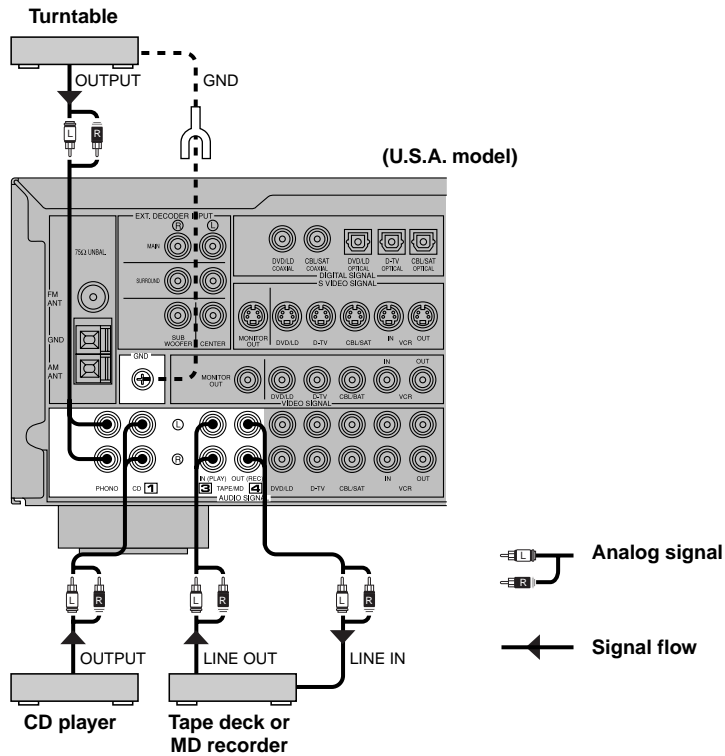 Turntable
OUTPUT
GND
L
R
(U.S.A. model)
EXT. DECODER INPUT
R
L
75Ω UNBAL.
MAIN
FM
ANT
SURROUND
DVD/LD
COAXIAL
CBL/SAT
COAXIAL
DVD/LD
OPTICAL
D-TV
OPTICAL
CBL/SAT
OPTICAL
DIGITAL SIGNAL
S VIDEO SIGNAL
GND
SUB
WOOFER
CENTER
MONITOR
OUT
DVD/LD
D-TV
CBL/SAT
IN
VCR
OUT
AM
ANT
GND
MONITOR
OUT
IN
OUT
DVD/LD
D-TV
CBL/SAT
VCR
VIDEO SIGNAL
L
R
PHONO
CD
1
IN (PLAY)
3
TAPE/MD
OUT (REC)
4
AUDIO SIGNAL
DVD/LD
D-TV
CBL/SAT
IN
VCR
OUT
L
R
L
R
L
R
L
R
Analog signal
Signal flow
OUTPUT
LINE OUT
LINE IN
CD player
Tape deck or
MD recorder